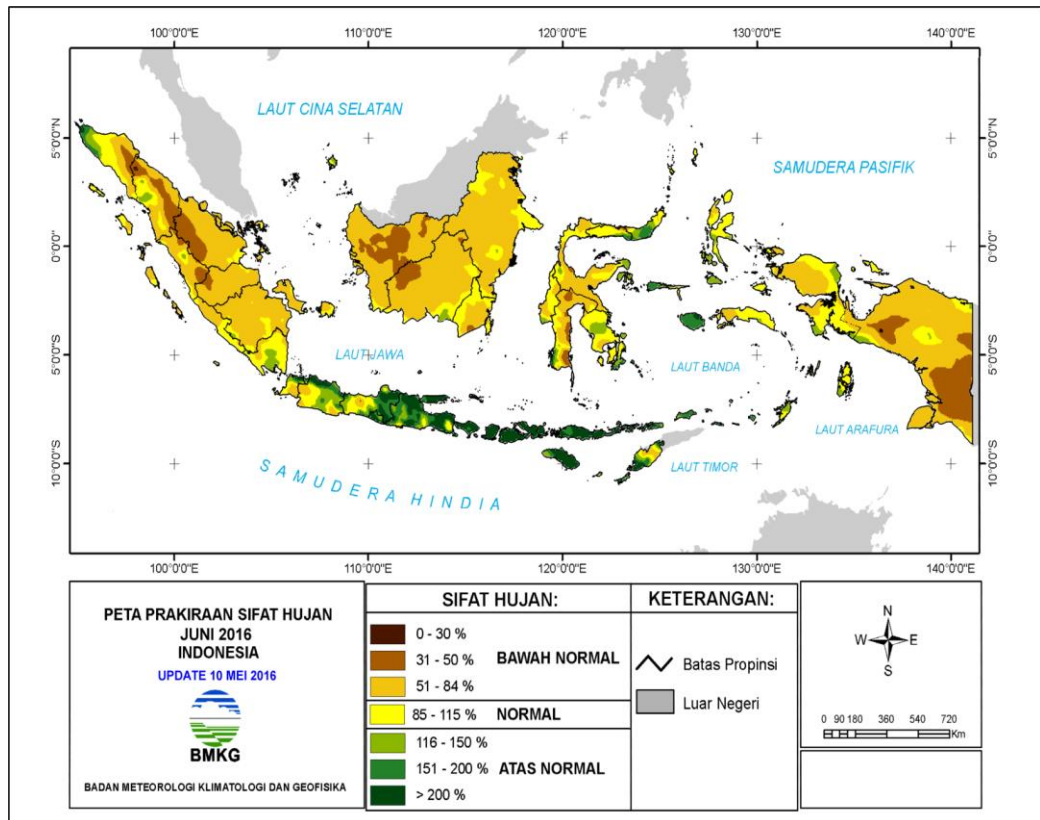 100°0'0"E 110°0'0"E 120°0'0"E 130°0'0"E 140°0'0"E
LAUT CINA SELATAN
5°0'0"N 5°0'0"N
SAMUDERA PASIFIK
0°0'0" 0°0'0"
LAUT JAWA
LAUT BANDA
5°0'0"S 5°0'0"S
LAUT ARAFURA
LAUT TIMOR
10°0'0"S 10°0'0"S
SAMUDERA HINDIA
100°0'0"E 110°0'0"E 120°0'0"E 130°0'0"E 140°0'0"E
PETA PRAKIRAAN SIFAT HUJAN
JUNI 2016
INDONESIA
UPDATE 10 MEI 2016
BMKG
BADAN METEOROLOGI KLIMATOLOGI DAN GEOFISIKA
SIFAT HUJAN:
0 - 30 %
31 - 50 % BAWAH NORMAL
51 - 84 %
85 - 115 % NORMAL
116 - 150 %
151 - 200 % ATAS NORMAL
> 200 %
KETERANGAN:
Batas Propinsi
Luar Negeri
N
W E
S
0 90 180 360 540 720
Km